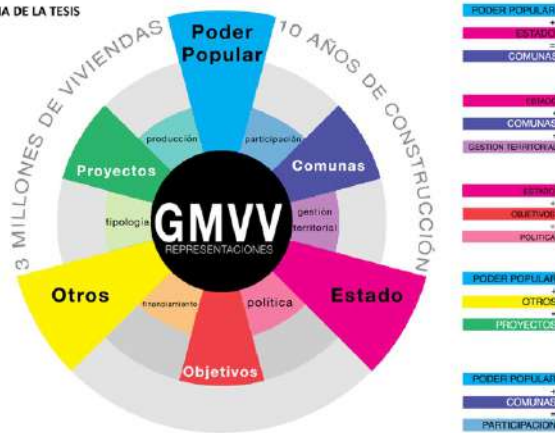 IA DE LA TESIS
3 MILLONES DE VIVIENDAS
10 AÑOS DE CONSTRUCCIÓN
Poder
Popular
producción
participación
Proyectos
Comunas
tipología
GMVV
REPRESENTACIONES
gestión
territorial
Otros
financiamiento
política
Estado
Objetivos
PODER POPULAR
+
ESTADO
=
COMUNAS
ESTADO
+
COMUNAS
=
GESTION TERRITORIAL
ESTADO
+
OBJETIVOS
=
POLITICA
PODER POPULAR
+
OTROS
=
PROYECTOS
PODER POPULAR
+
COMUNAS
=
PARTICIPACION